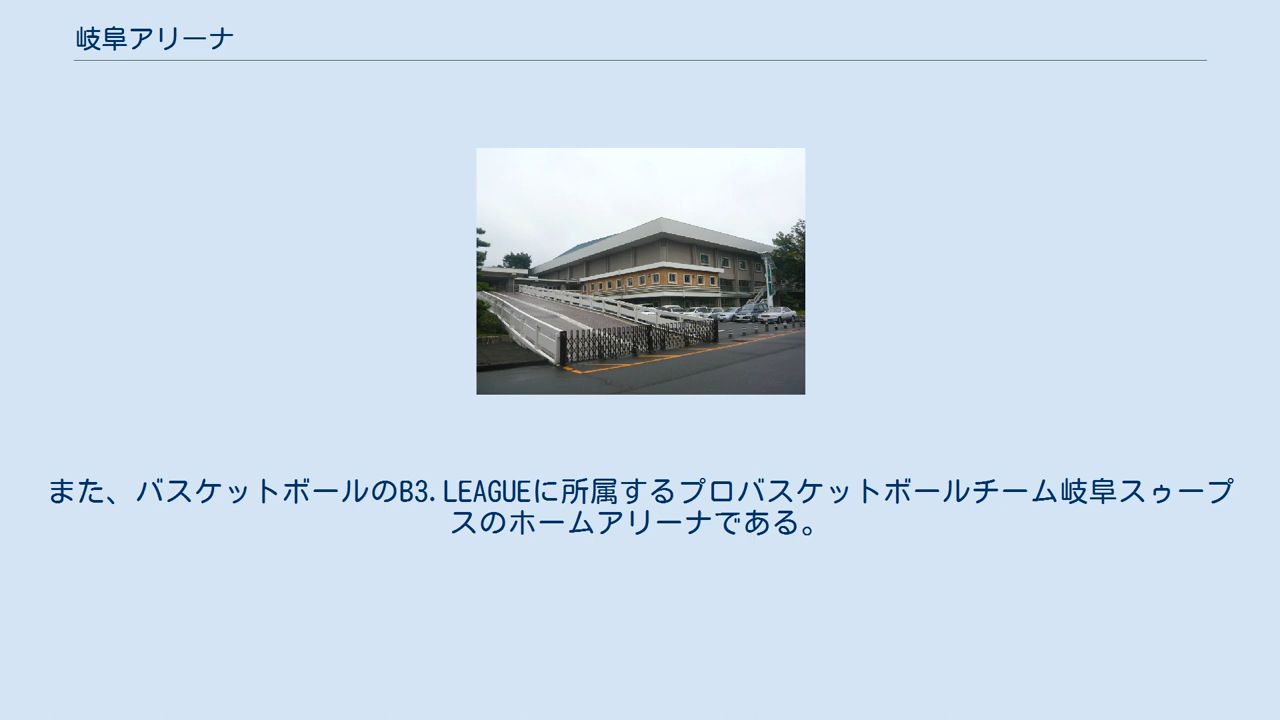 岐阜アリーナ
また、バスケットボールのB3.LEAGUEに所属するプロバスケットボールチーム岐阜スゥープ
スのホームアリーナである。